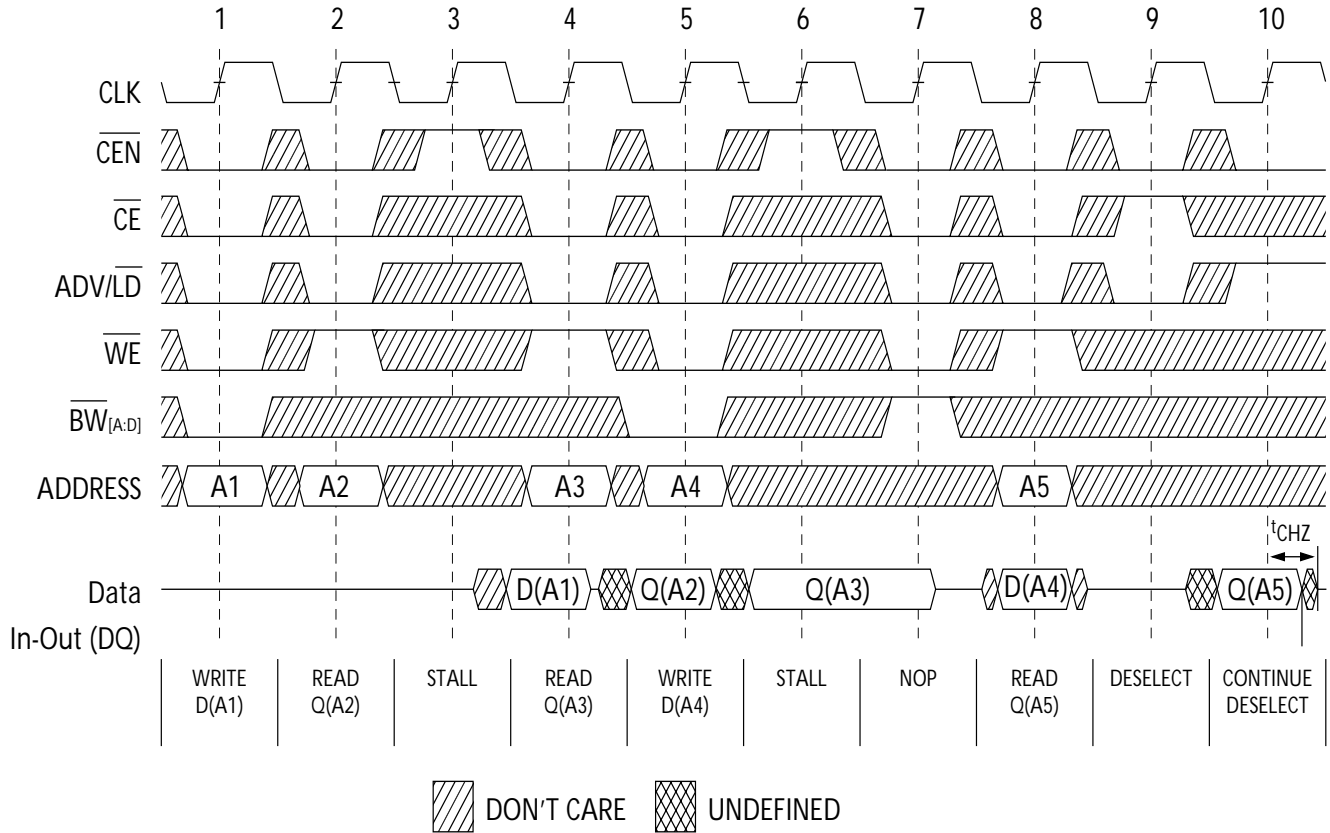 1 2 3 4 5 6 7 8 9 10
CLK
CEN
CE
ADV/LD
WE
BW[A:D]
ADDRESS A1 A2 A3 A4 A5
tCHZ
Data D(A1) Q(A2) Q(A3) D(A4) Q(A5)
In-Out (DQ)
WRITE READ STALL READ WRITE STALL NOP READ DESELECT CONTINUE
D(A1) Q(A2) Q(A3) D(A4) Q(A5) DESELECT
DON'T CARE UNDEFINED